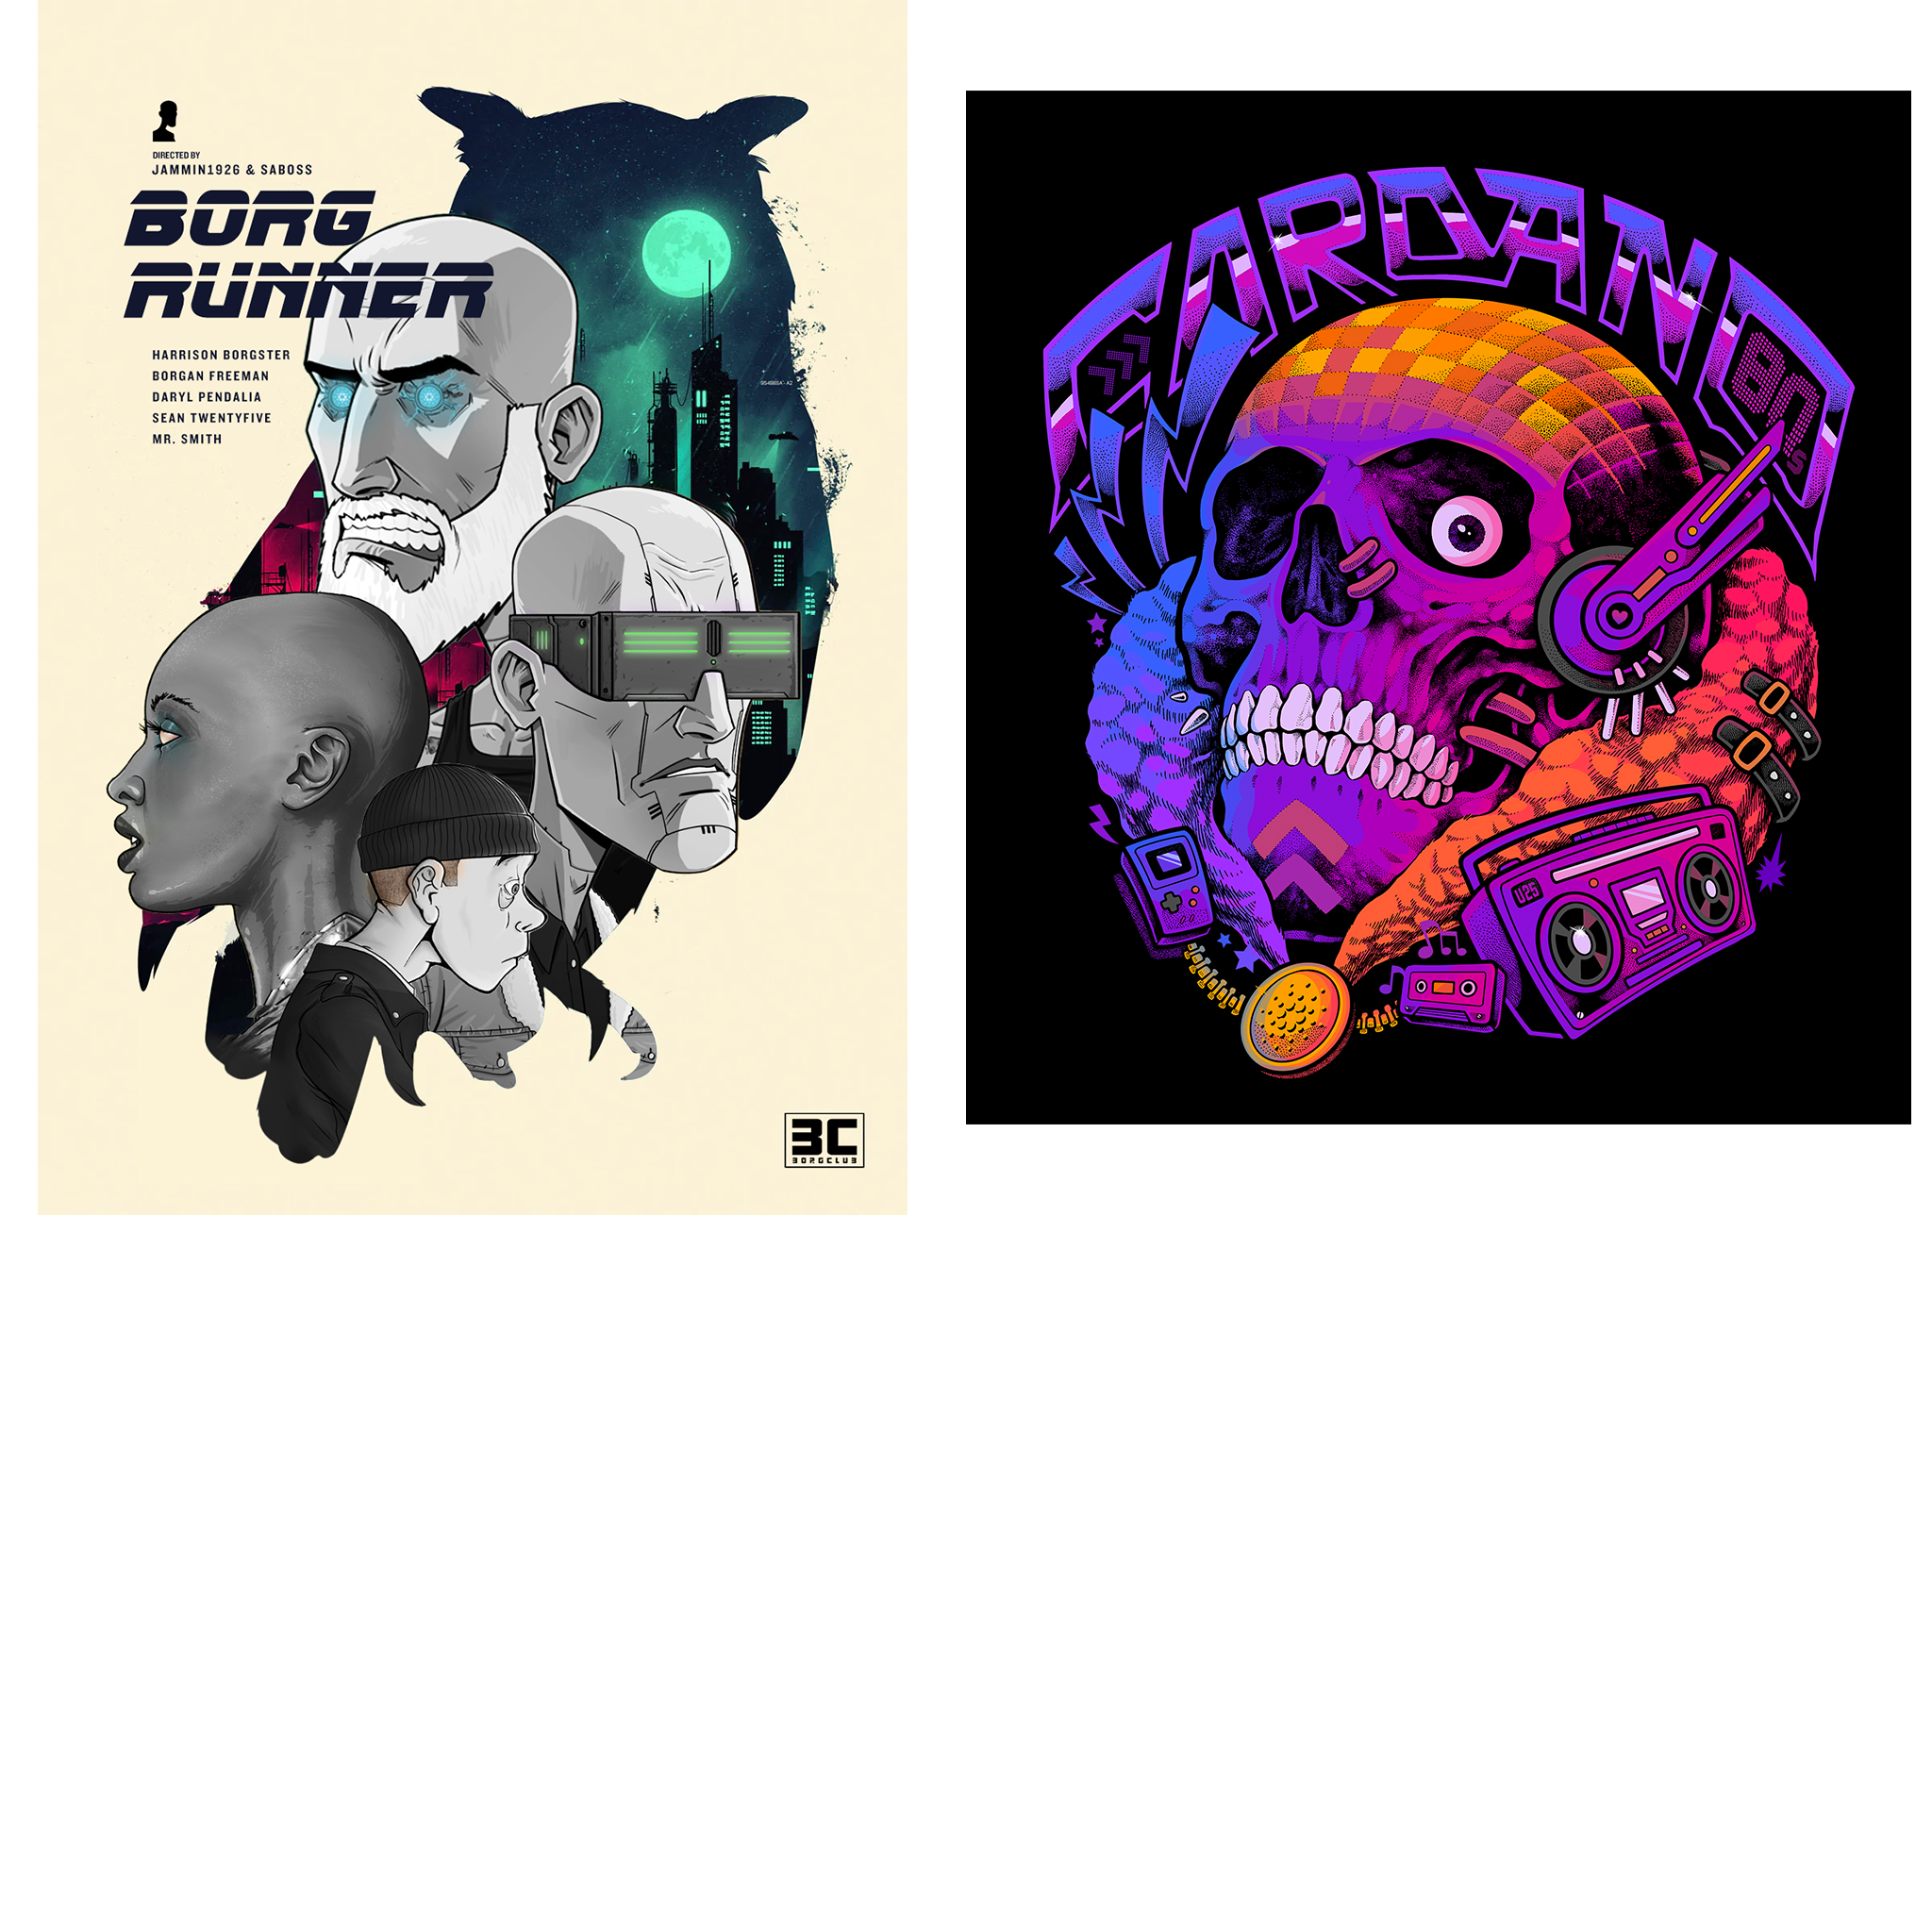 DIRECTED BY
JAMMIN1926 & SABOSS
BORG
RUNNER
HARRISON BORGSTER
BORGAN FREEMAN
DARYL PENDALIA
SEAN TWENTYFIVE
MR. SMITH
BC
BORGCLUB
CARDANO
80s
U25